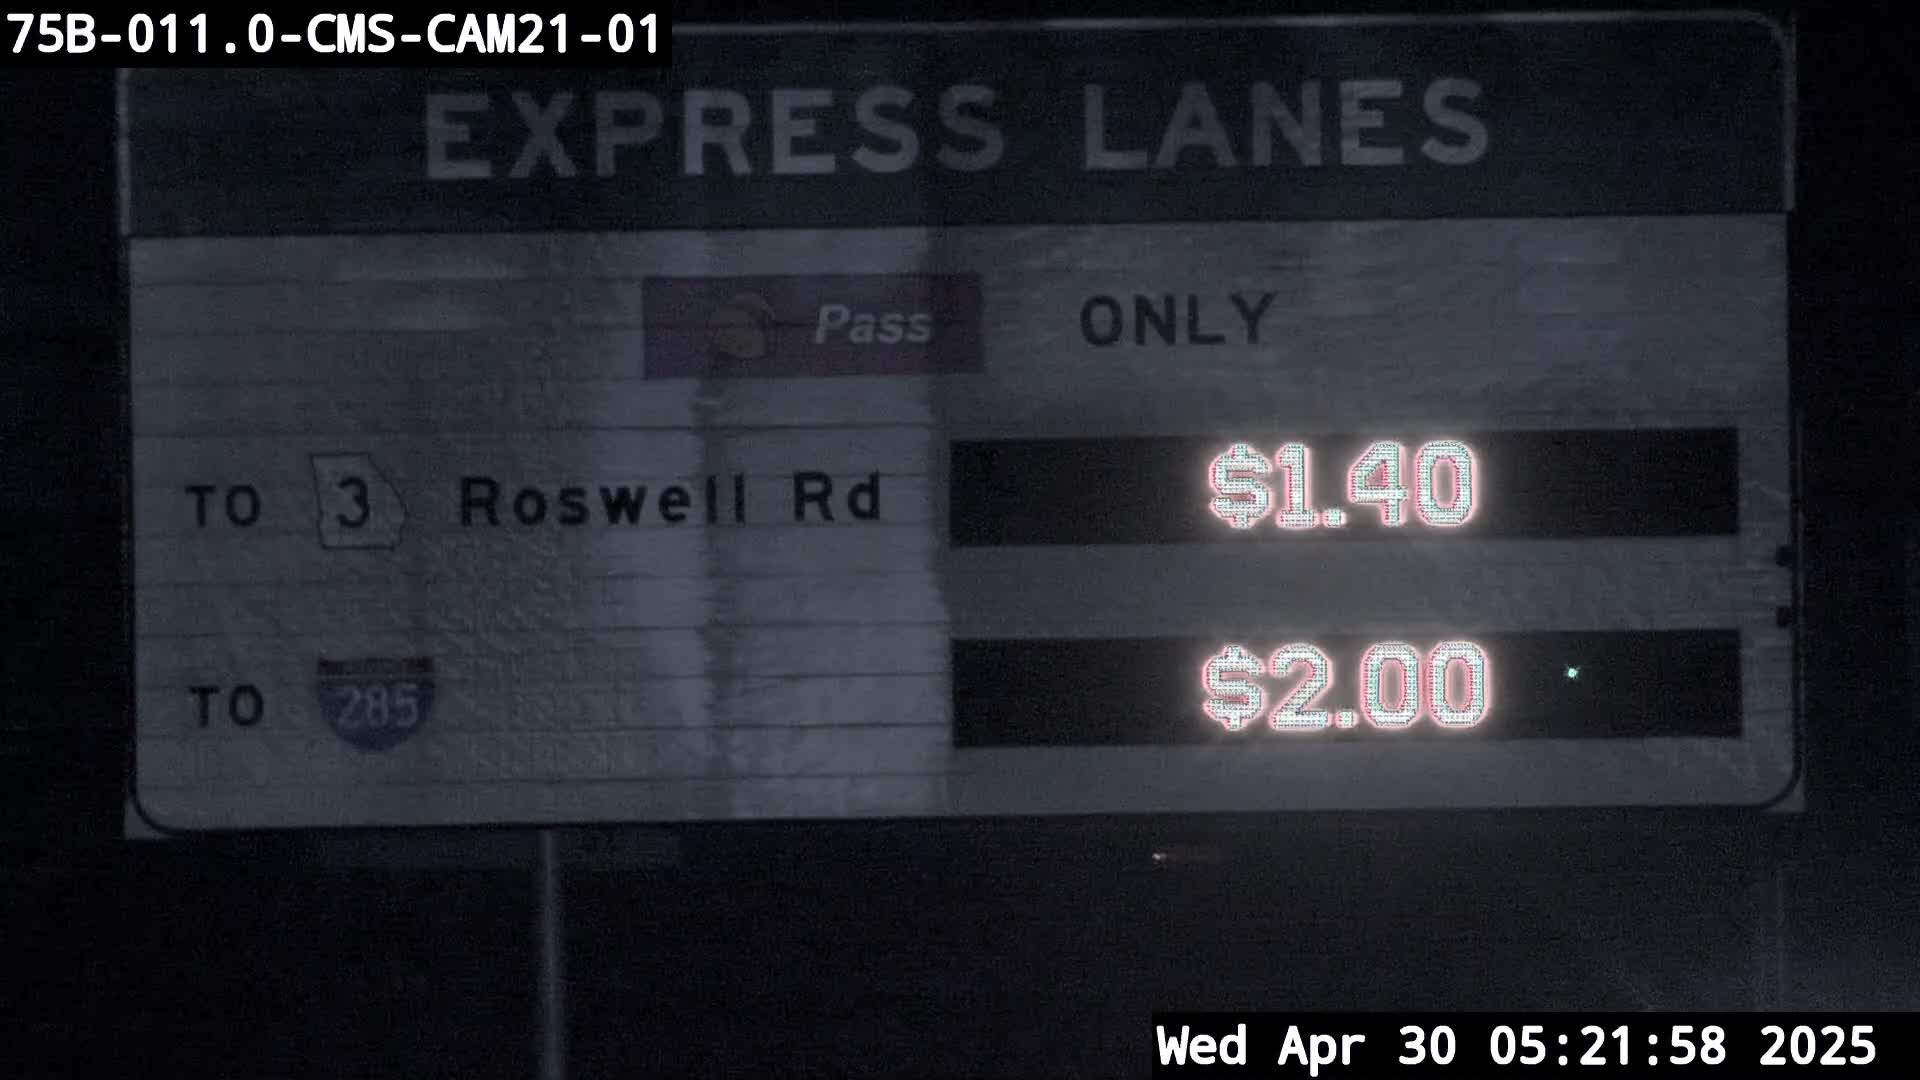 75B-011.0-CMS-CAM21-01
EXPRESS LANES
Pass ONLY
TO 3 Roswell Rd $1.40
TO 285 $2.00
Wed Apr 30 05:21:58 2025